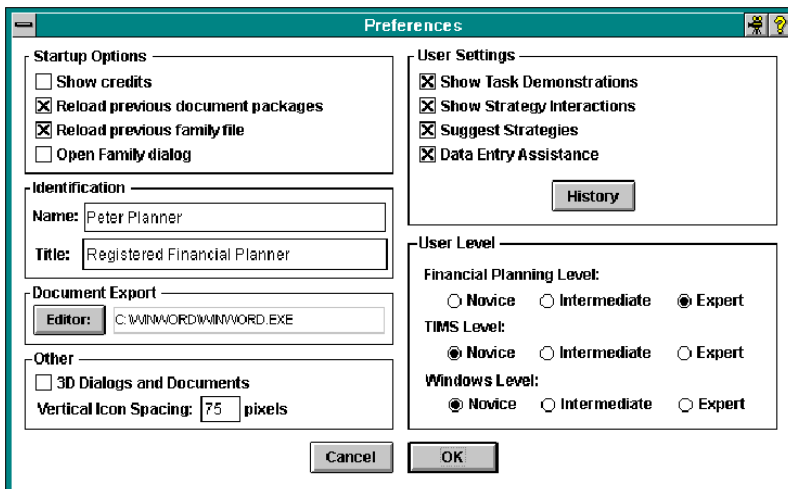 Preferences
Startup Options
Show credits
Reload previous document packages
Reload previous family file
Open Family dialog
Identification
Name: Peter Planner
Title: Registered Financial Planner
Document Export
Editor: C:\WINWORD\WINWORD.EXE
Other
3D Dialogs and Documents
Vertical Icon Spacing: 75 pixels
User Settings
Show Task Demonstrations
Show Strategy Interactions
Suggest Strategies
Data Entry Assistance
History
User Level
Financial Planning Level:
Novice Intermediate Expert
TIMS Level:
Novice Intermediate Expert
Windows Level:
Novice Intermediate Expert
Cancel OK